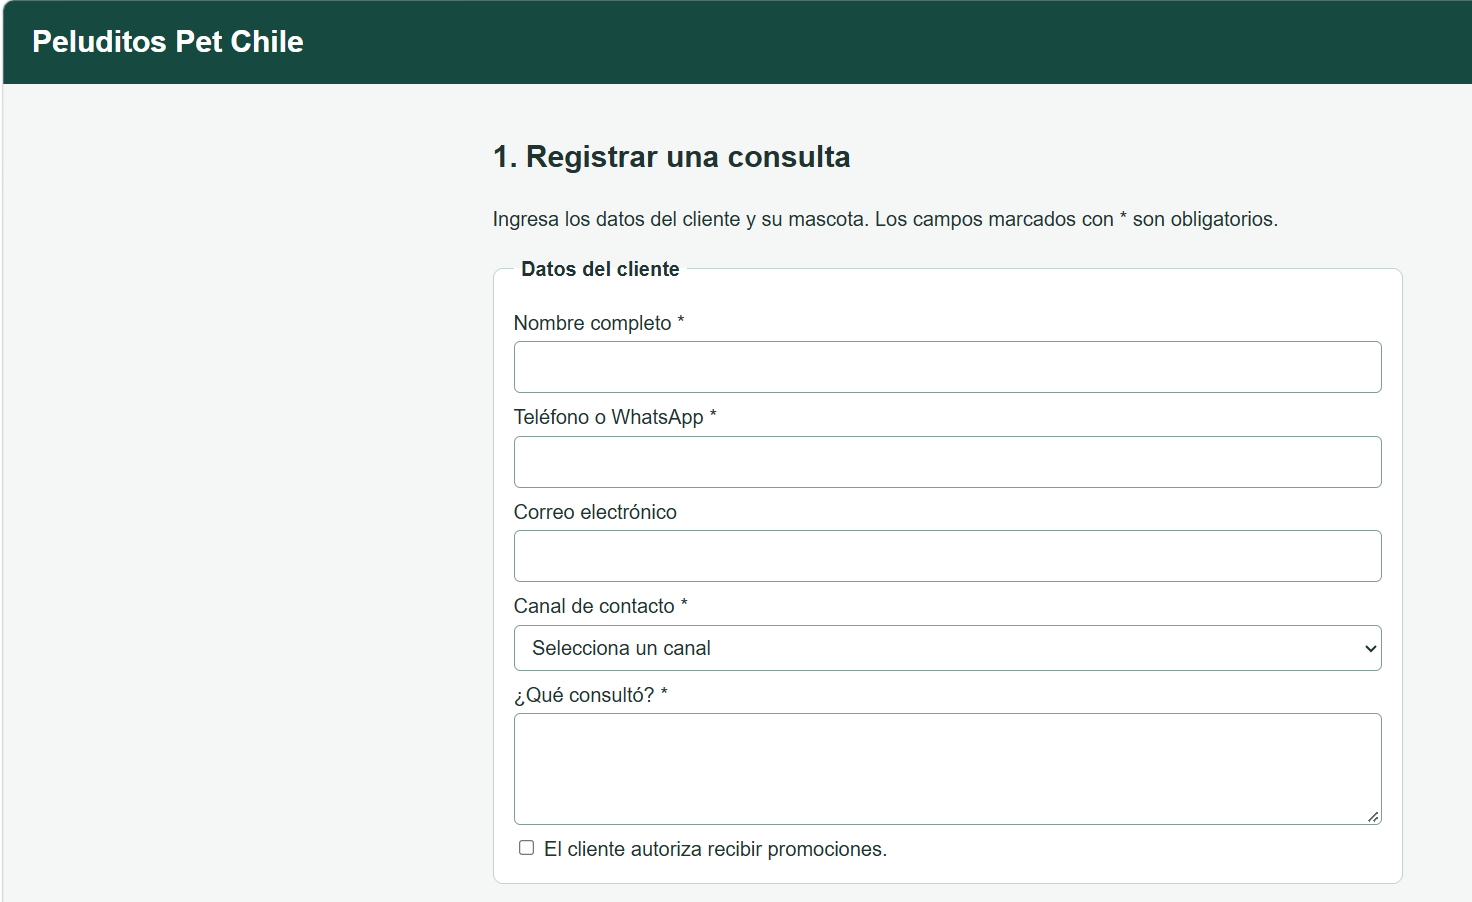 Peluditos Pet Chile
1. Registrar una consulta
Ingresa los datos del cliente y su mascota. Los campos marcados con * son obligatorios.
Datos del cliente
Nombre completo *
Teléfono o WhatsApp *
Correo electrónico
Canal de contacto *
Selecciona un canal
¿Qué consultó? *
El cliente autoriza recibir promociones.